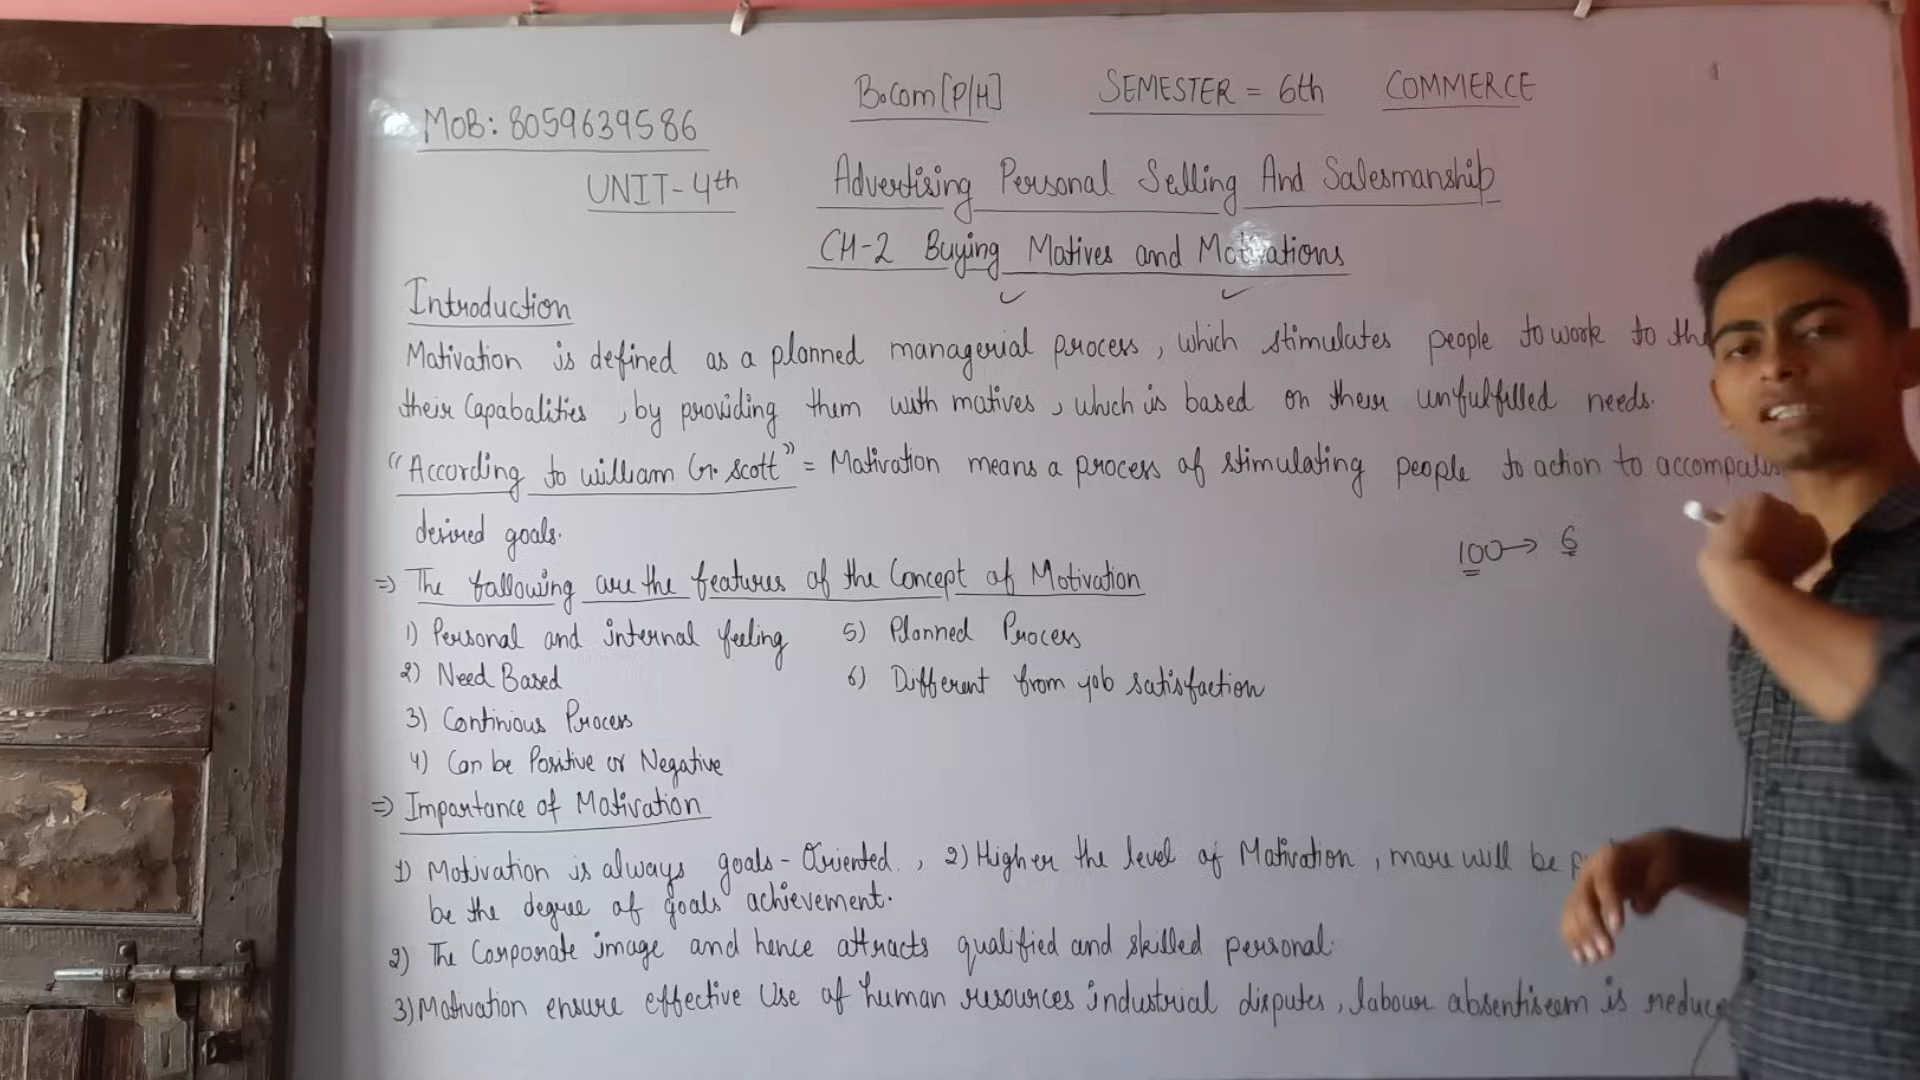 B.Com [P/H] SEMESTER = 6th COMMERCE
MOB: 8059639586
UNIT-4th Advertising Personal Selling And Salesmanship
CH-2 Buying Motives and Motivations
Introduction
Motivation is defined as a planned managerial process, which stimulates people to work to the
their Capabalities, by providing them with motives, which is based on their unfulfilled needs.
"According to william G. scott" = Motivation means a process of stimulating people to action to
desired goals.
100 → 6
⇒ The following are the features of the Concept of Motivation
1) Personal and internal feeling 5) Planned Process
2) Need Based 6) Different from job satisfaction
3) Continious Process
4) Can be Positive or Negative
⇒ Importance of Motivation
1) Motivation is always goals-Oriented., 2) Higher the level of Motivation, more will be
be the degree of goals achievement.
2) The Corporate image and hence attracts qualified and skilled personal.
3) Motivation ensure effective Use of human resources industrial disputes, labour absentiseem is reduce